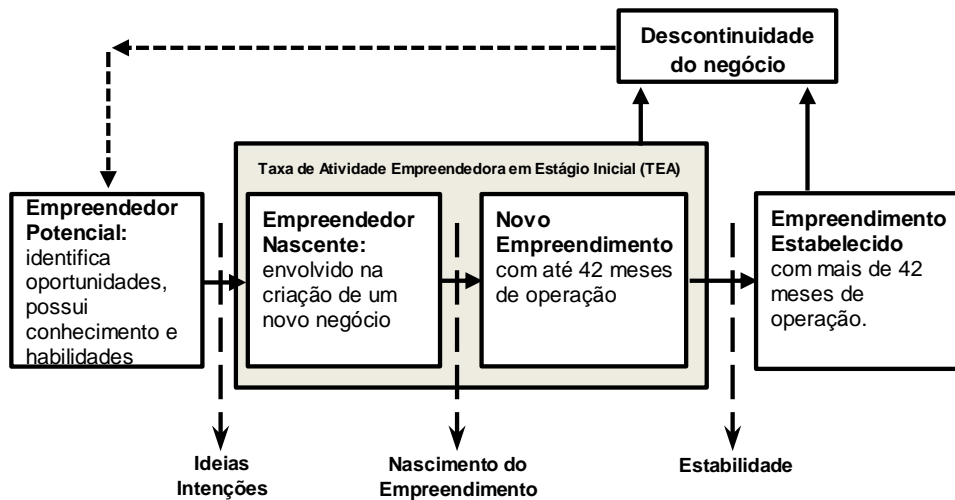 Descontinuidade
do negócio
Taxa de Atividade Empreendedora em Estágio Inicial (TEA)
Empreendedor
Potencial:
identifica
oportunidades,
possui
conhecimento e
habilidades
Empreendedor
Nascente:
envolvido na
criação de um
novo negócio
Novo
Empreendimento
com até 42 meses
de operação
Empreendimento
Estabelecido
com mais de 42
meses de
operação.
Ideias
Intenções
Nascimento do
Empreendimento
Estabilidade